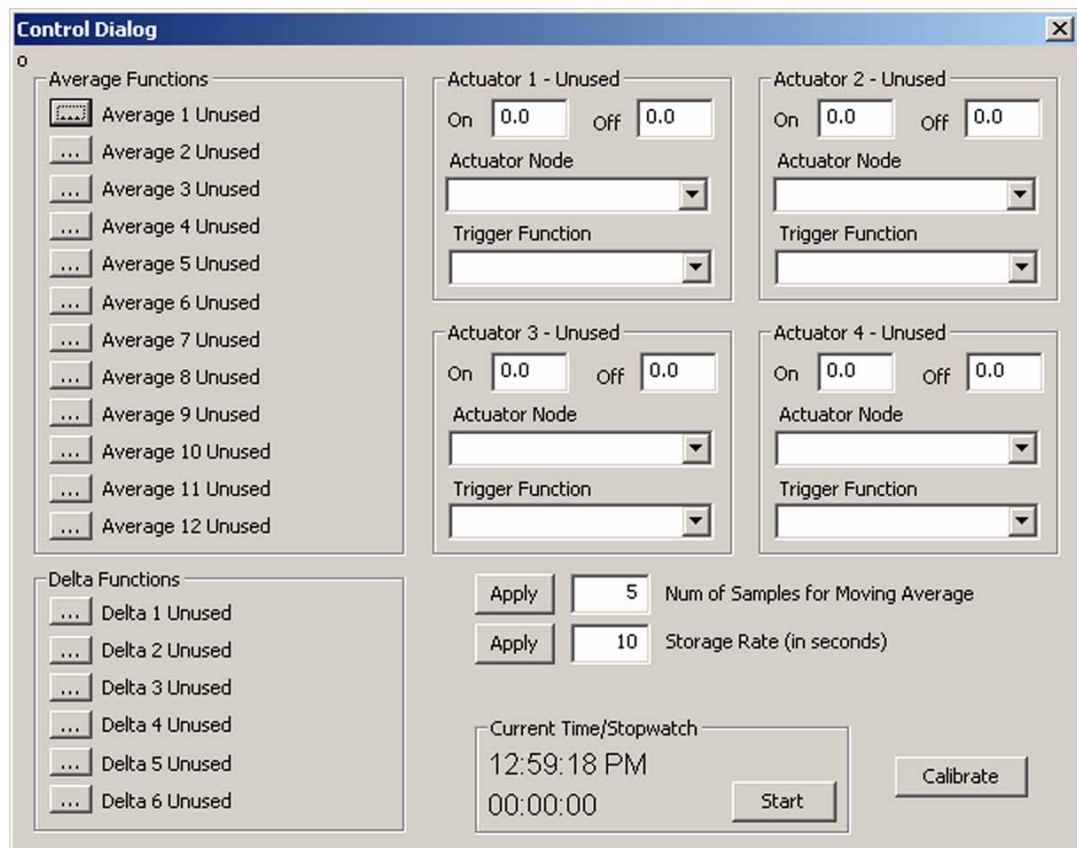 Control Dialog
o
Average Functions
... Average 1 Unused
... Average 2 Unused
... Average 3 Unused
... Average 4 Unused
... Average 5 Unused
... Average 6 Unused
... Average 7 Unused
... Average 8 Unused
... Average 9 Unused
... Average 10 Unused
... Average 11 Unused
... Average 12 Unused
Delta Functions
... Delta 1 Unused
... Delta 2 Unused
... Delta 3 Unused
... Delta 4 Unused
... Delta 5 Unused
... Delta 6 Unused
Actuator 1 - Unused
On 0.0 Off 0.0
Actuator Node
Trigger Function
Actuator 2 - Unused
On 0.0 Off 0.0
Actuator Node
Trigger Function
Actuator 3 - Unused
On 0.0 Off 0.0
Actuator Node
Trigger Function
Actuator 4 - Unused
On 0.0 Off 0.0
Actuator Node
Trigger Function
Apply 5 Num of Samples for Moving Average
Apply 10 Storage Rate (in seconds)
Current Time/Stopwatch
12:59:18 PM
00:00:00 Start
Calibrate